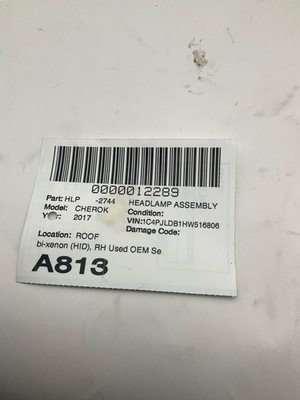 0000012289
Part: HLP -2744 HEADLAMP ASSEMBLY
Model: CHEROK Condition:
Year: 2017 VIN:1C4PJLDB1HW516806
Damage Code:
Location: ROOF
bi-xenon (HID), RH Used OEM Se
A813